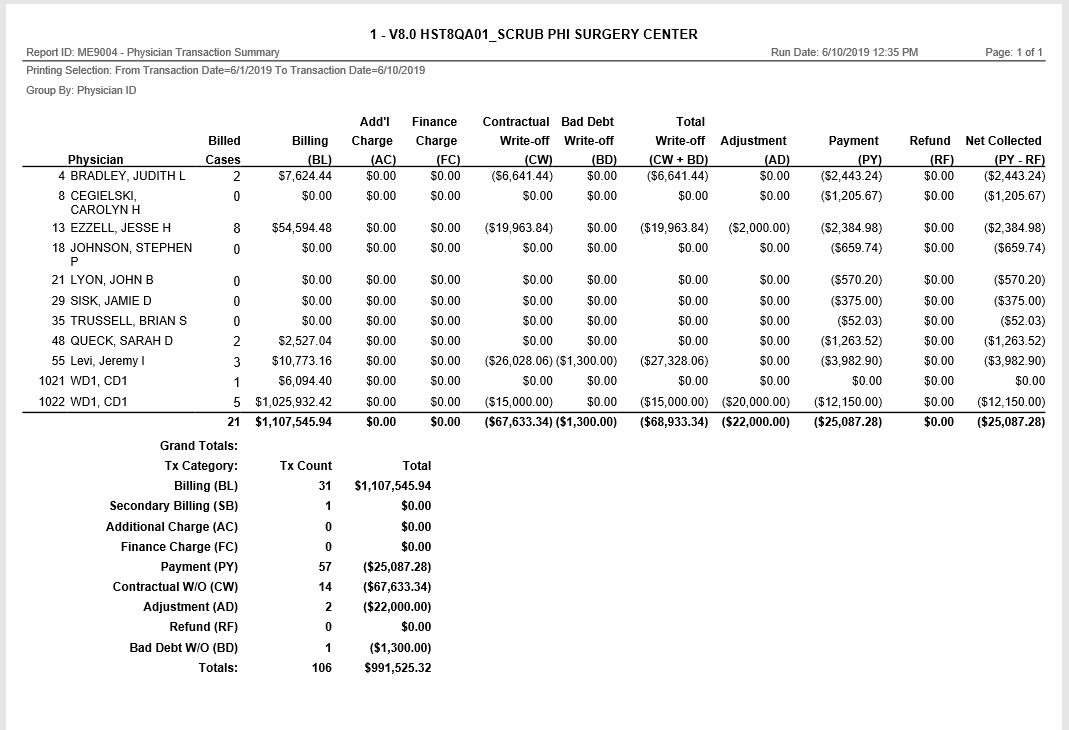 1 - V8.0 HST8QA01_SCRUB PHI SURGERY CENTER
Report ID: ME9004 - Physician Transaction Summary Run Date: 6/10/2019 12:35 PM Page: 1 of 1
Printing Selection: From Transaction Date=6/1/2019 To Transaction Date=6/10/2019
Group By: Physician ID
Add'l Finance Contractual Bad Debt Total
Billed Billing Charge Charge Write-off Write-off Write-off Adjustment Payment Refund Net Collected
Physician Cases (BL) (AC) (FC) (CW) (BD) (CW + BD) (AD) (PY) (RF) (PY - RF)
4 BRADLEY, JUDITH L 2 $7,624.44 $0.00 $0.00 ($6,641.44) $0.00 ($6,641.44) $0.00 ($2,443.24) $0.00 ($2,443.24)
8 CEGIELSKI, 0 $0.00 $0.00 $0.00 $0.00 $0.00 $0.00 $0.00 ($1,205.67) $0.00 ($1,205.67)
CAROLYN H
13 EZZELL, JESSE H 8 $54,594.48 $0.00 $0.00 ($19,963.84) $0.00 ($19,963.84) ($2,000.00) ($2,384.98) $0.00 ($2,384.98)
18 JOHNSON, STEPHEN 0 $0.00 $0.00 $0.00 $0.00 $0.00 $0.00 $0.00 ($659.74) $0.00 ($659.74)
P
21 LYON, JOHN B 0 $0.00 $0.00 $0.00 $0.00 $0.00 $0.00 $0.00 ($570.20) $0.00 ($570.20)
29 SISK, JAMIE D 0 $0.00 $0.00 $0.00 $0.00 $0.00 $0.00 $0.00 ($375.00) $0.00 ($375.00)
35 TRUSSELL, BRIAN S 0 $0.00 $0.00 $0.00 $0.00 $0.00 $0.00 $0.00 ($52.03) $0.00 ($52.03)
48 QUECK, SARAH D 2 $2,527.04 $0.00 $0.00 $0.00 $0.00 $0.00 $0.00 ($1,263.52) $0.00 ($1,263.52)
55 Levi, Jeremy I 3 $10,773.16 $0.00 $0.00 ($26,028.06) ($1,300.00) ($27,328.06) $0.00 ($3,982.90) $0.00 ($3,982.90)
1021 WD1, CD1 1 $6,094.40 $0.00 $0.00 $0.00 $0.00 $0.00 $0.00 $0.00 $0.00 $0.00
1022 WD1, CD1 5 $1,025,932.42 $0.00 $0.00 ($15,000.00) $0.00 ($15,000.00) ($20,000.00) ($12,150.00) $0.00 ($12,150.00)
21 $1,107,545.94 $0.00 $0.00 ($67,633.34) ($1,300.00) ($68,933.34) ($22,000.00) ($25,087.28) $0.00 ($25,087.28)
Grand Totals:
Tx Category: Tx Count Total
Billing (BL) 31 $1,107,545.94
Secondary Billing (SB) 1 $0.00
Additional Charge (AC) 0 $0.00
Finance Charge (FC) 0 $0.00
Payment (PY) 57 ($25,087.28)
Contractual W/O (CW) 14 ($67,633.34)
Adjustment (AD) 2 ($22,000.00)
Refund (RF) 0 $0.00
Bad Debt W/O (BD) 1 ($1,300.00)
Totals: 106 $991,525.32